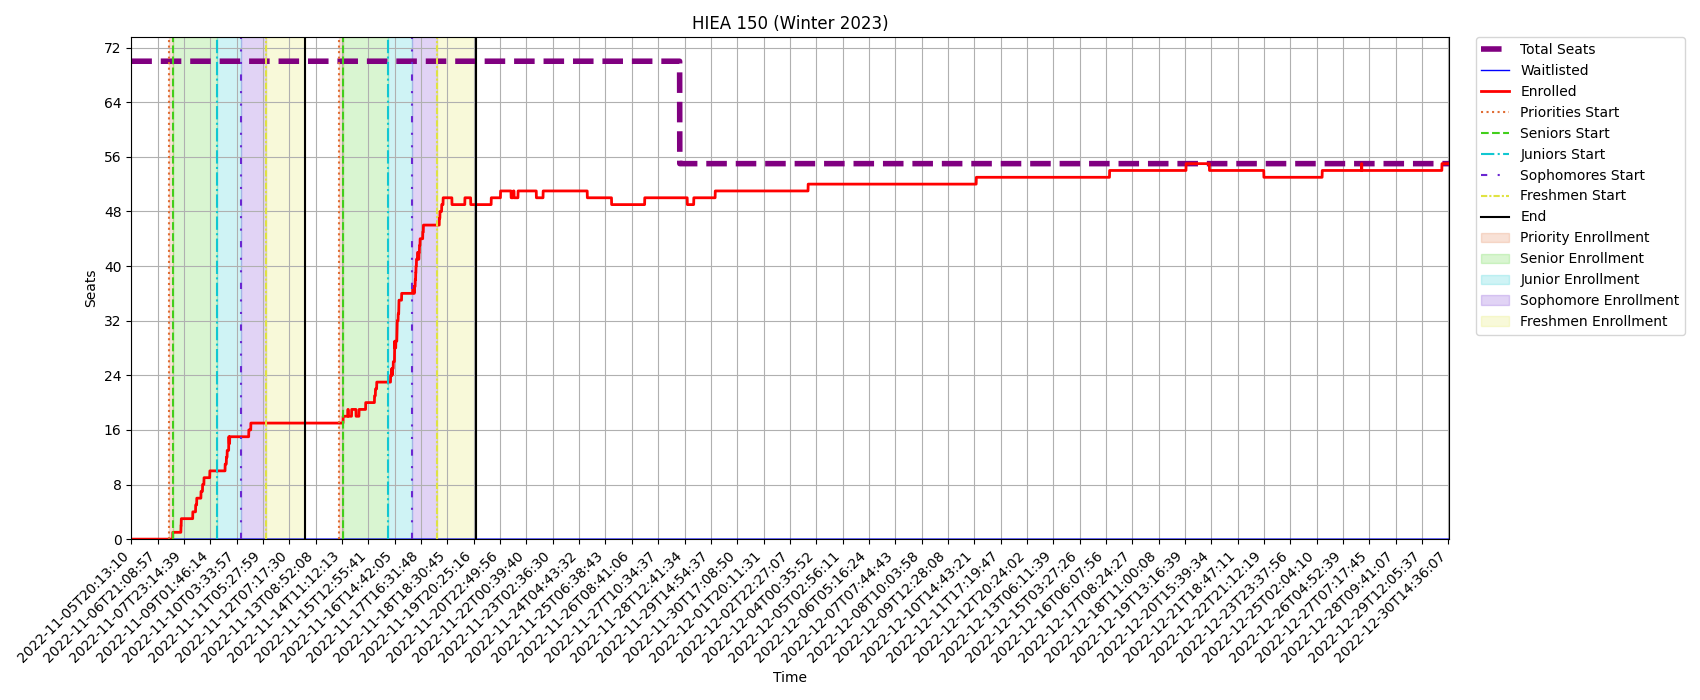 HIEA 150 (Winter 2023)
72
64
56
48
40
32
24
16
8
0
Seats
2022-11-05T20:13:10
2022-11-06T21:08:57
2022-11-07T23:14:39
2022-11-09T01:46:14
2022-11-10T03:33:57
2022-11-11T05:27:59
2022-11-12T07:17:30
2022-11-13T08:52:08
2022-11-14T11:12:13
2022-11-15T12:55:41
2022-11-16T14:42:05
2022-11-17T16:31:48
2022-11-18T18:30:45
2022-11-19T20:25:16
2022-11-20T22:49:56
2022-11-22T00:39:40
2022-11-23T02:36:30
2022-11-24T04:43:32
2022-11-25T06:38:43
2022-11-26T08:41:06
2022-11-27T10:34:37
2022-11-28T12:41:34
2022-11-29T14:54:37
2022-11-30T17:08:50
2022-12-01T20:11:31
2022-12-02T22:27:07
2022-12-04T00:35:52
2022-12-05T02:56:11
2022-12-06T05:16:24
2022-12-07T07:44:43
2022-12-08T10:03:58
2022-12-09T12:28:08
2022-12-10T14:43:21
2022-12-11T17:19:47
2022-12-12T20:24:02
2022-12-13T06:11:39
2022-12-15T03:27:26
2022-12-16T06:07:56
2022-12-17T08:24:27
2022-12-18T11:00:08
2022-12-19T13:16:39
2022-12-20T15:39:34
2022-12-21T18:47:11
2022-12-22T21:12:19
2022-12-23T23:37:56
2022-12-25T02:04:10
2022-12-26T04:52:39
2022-12-27T07:17:45
2022-12-28T09:41:07
2022-12-29T12:05:37
2022-12-30T14:36:07
Time
Total Seats
Waitlisted
Enrolled
Priorities Start
Seniors Start
Juniors Start
Sophomores Start
Freshmen Start
End
Priority Enrollment
Senior Enrollment
Junior Enrollment
Sophomore Enrollment
Freshmen Enrollment